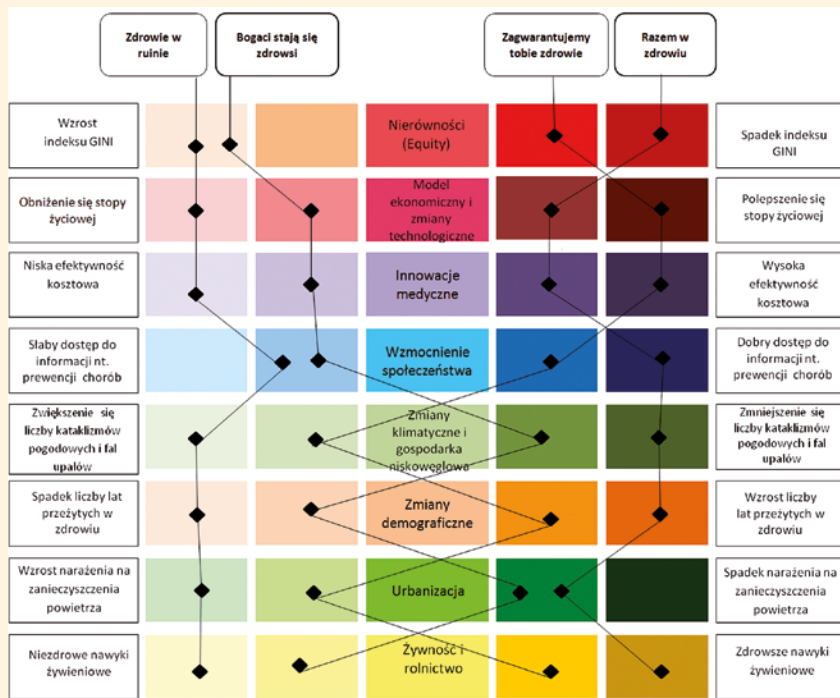 Zdrowie w
ruinie
Bogaci stają się
zdrowsi
Zagwarantujemy
tobie zdrowie
Razem w
zdrowiu
Wzrost
indeksu GINI
Nierówności
(Equity)
Spadek indeksu
GINI
Obniżenie się stopy
życiowej
Model
ekonomiczny i
zmiany
technologiczne
Polepszenie się
stopy życiowej
Niska efektywność
kosztowa
Innowacje
medyczne
Wysoka
efektywność
kosztowa
Słaby dostęp do
informacji nt.
prewencji chorób
Wzmocnienie
społeczeństwa
Dobry dostęp do
informacji nt.
prewencji chorób
Zwiększenie się
liczby kataklizmów
pogodowych i fal
upałów
Zmiany
klimatyczne i
gospodarka
niskowęglowa
Zmniejszenie się
liczby kataklizmów
pogodowych i fal
upałów
Spadek liczby lat
przeżytych w
zdrowiu
Zmiany
demograficzne
Wzrost liczby
lat przeżytych w
zdrowiu
Wzrost narażenia na
zanieczyszczenia
powietrza
Urbanizacja
Spadek narażenia na
zanieczyszczenia
powietrza
Niezdrowe nawyki
żywieniowe
Żywność i
rolnictwo
Zdrowsze nawyki
żywieniowe